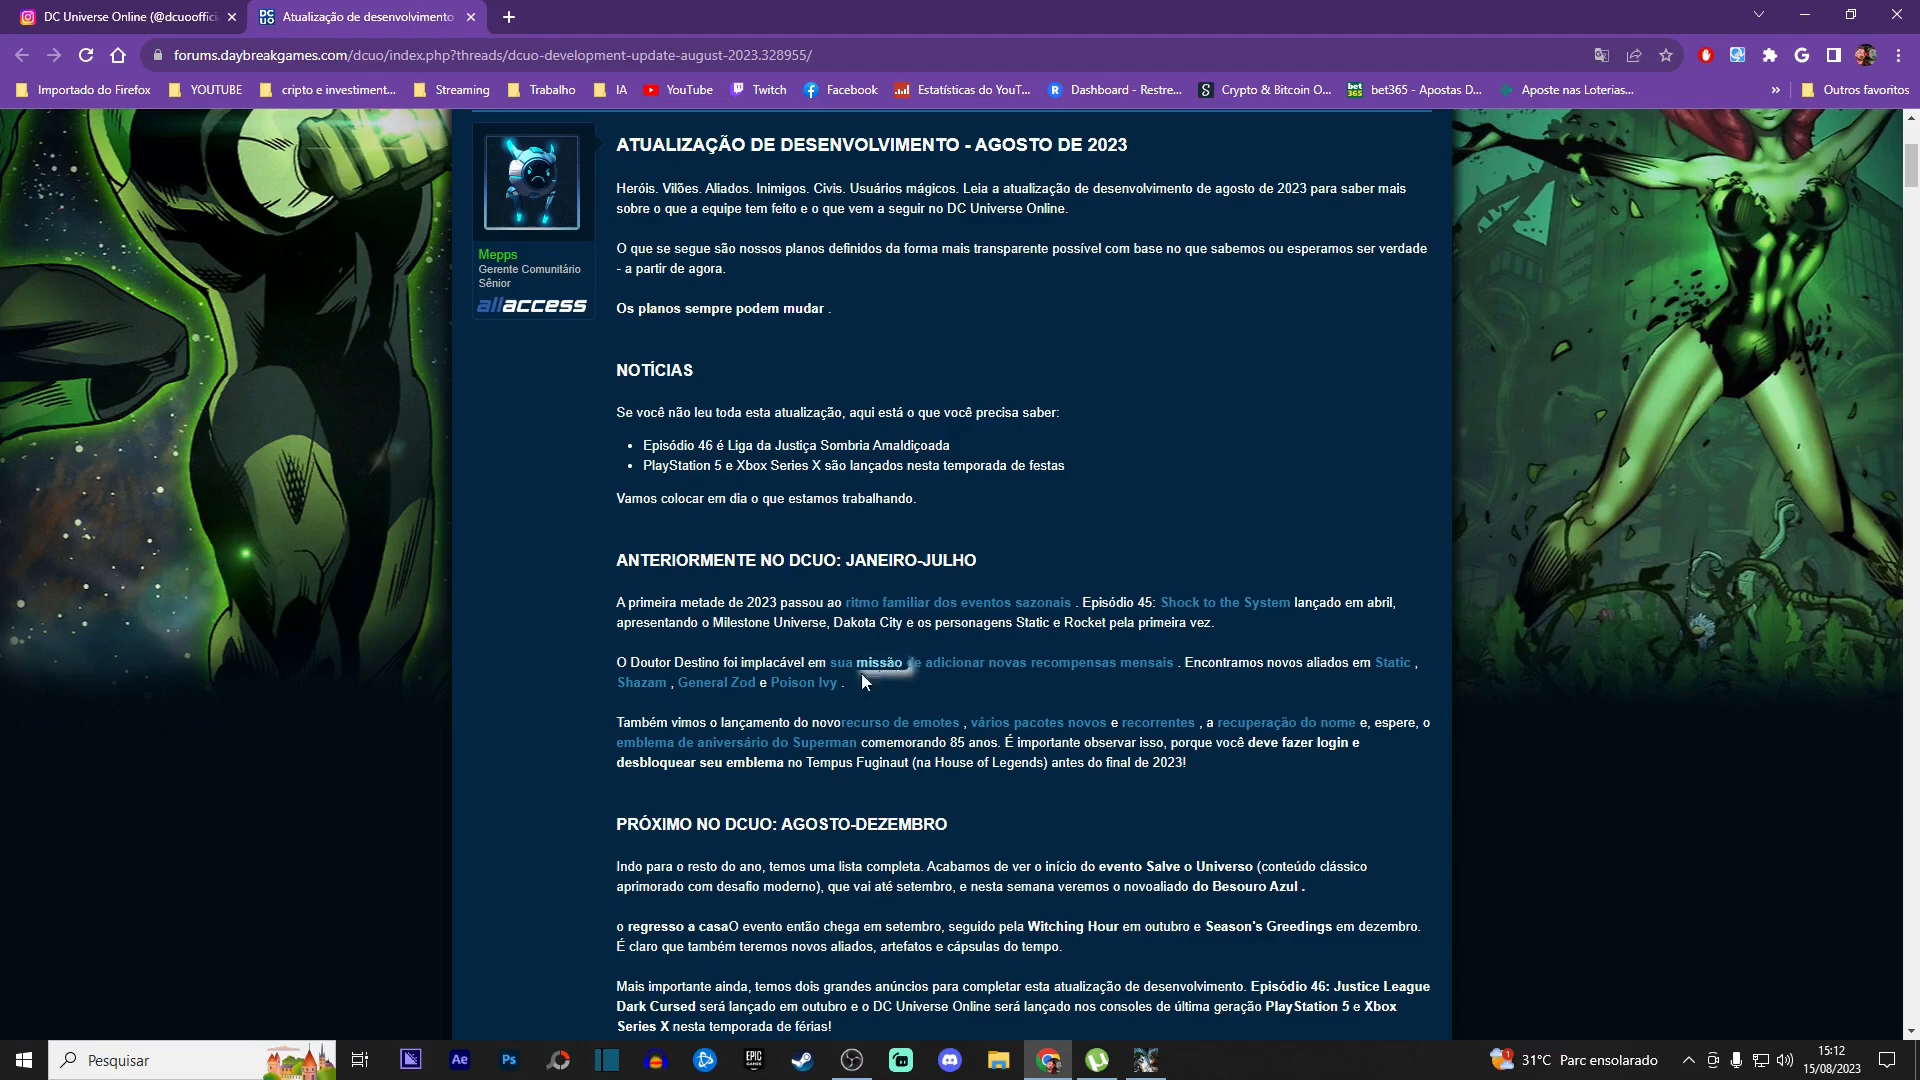 DC Universe Online (@dcuooffici
Atualização de desenvolvimento
forums.daybreakgames.com/dcuo/index.php?threads/dcuo-development-update-august-2023.328955/
Importado do Firefox
YOUTUBE
cripto e investiment...
Streaming
Trabalho
IA
YouTube
Twitch
Facebook
Estatísticas do YouT...
Dashboard - Restre...
Crypto & Bitcoin O...
bet365 - Apostas D...
Aposte nas Loterias...
»
Outros favoritos
Mepps
Gerente Comunitário
Sênior
allaccess
ATUALIZAÇÃO DE DESENVOLVIMENTO - AGOSTO DE 2023
Heróis. Vilões. Aliados. Inimigos. Civis. Usuários mágicos. Leia a atualização de desenvolvimento de agosto de 2023 para saber mais
sobre o que a equipe tem feito e o que vem a seguir no DC Universe Online.
O que se segue são nossos planos definidos da forma mais transparente possível com base no que sabemos ou esperamos ser verdade
- a partir de agora.
Os planos sempre podem mudar .
NOTÍCIAS
Se você não leu toda esta atualização, aqui está o que você precisa saber:
• Episódio 46 é Liga da Justiça Sombria Amaldiçoada
• PlayStation 5 e Xbox Series X são lançados nesta temporada de festas
Vamos colocar em dia o que estamos trabalhando.
ANTERIORMENTE NO DCUO: JANEIRO-JULHO
A primeira metade de 2023 passou ao ritmo familiar dos eventos sazonais . Episódio 45: Shock to the System lançado em abril,
apresentando o Milestone Universe, Dakota City e os personagens Static e Rocket pela primeira vez.
O Doutor Destino foi implacável em sua missão de adicionar novas recompensas mensais . Encontramos novos aliados em Static ,
Shazam , General Zod e Poison Ivy .
Também vimos o lançamento do novorecurso de emotes , vários pacotes novos e recorrentes , a recuperação do nome e, espere, o
emblema de aniversário do Superman comemorando 85 anos. É importante observar isso, porque você deve fazer login e
desbloquear seu emblema no Tempus Fuginaut (na House of Legends) antes do final de 2023!
PRÓXIMO NO DCUO: AGOSTO-DEZEMBRO
Indo para o resto do ano, temos uma lista completa. Acabamos de ver o início do evento Salve o Universo (conteúdo clássico
aprimorado com desafio moderno), que vai até setembro, e nesta semana veremos o novoaliado do Besouro Azul .
o regresso a casaO evento então chega em setembro, seguido pela Witching Hour em outubro e Season's Greetings em dezembro.
É claro que também teremos novos aliados, artefatos e cápsulas do tempo.
Mais importante ainda, temos dois grandes anúncios para completar esta atualização de desenvolvimento. Episódio 46: Justice League
Dark Cursed será lançado em outubro e o DC Universe Online será lançado nos consoles de última geração PlayStation 5 e Xbox
Series X nesta temporada de férias!
Pesquisar
Ae
Ps
EPIC
GAMES
31°C Parc ensolarado
15:12
15/08/2023